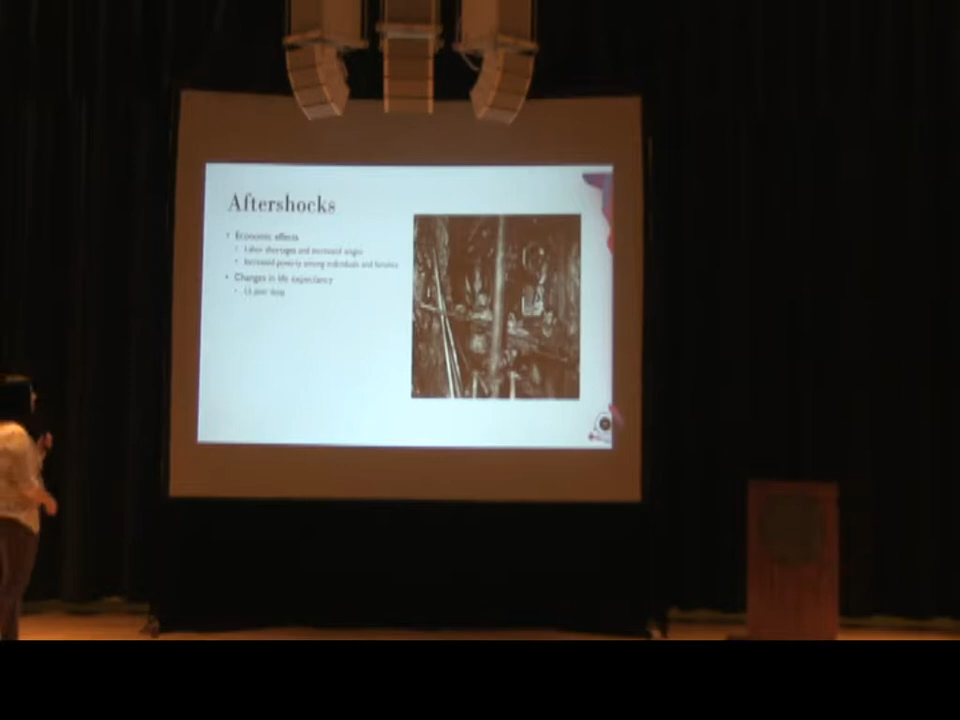 Aftershocks
Economic effects
Labor shortages and increased wages
Increased poverty among individuals and families
Changes in life expectancy